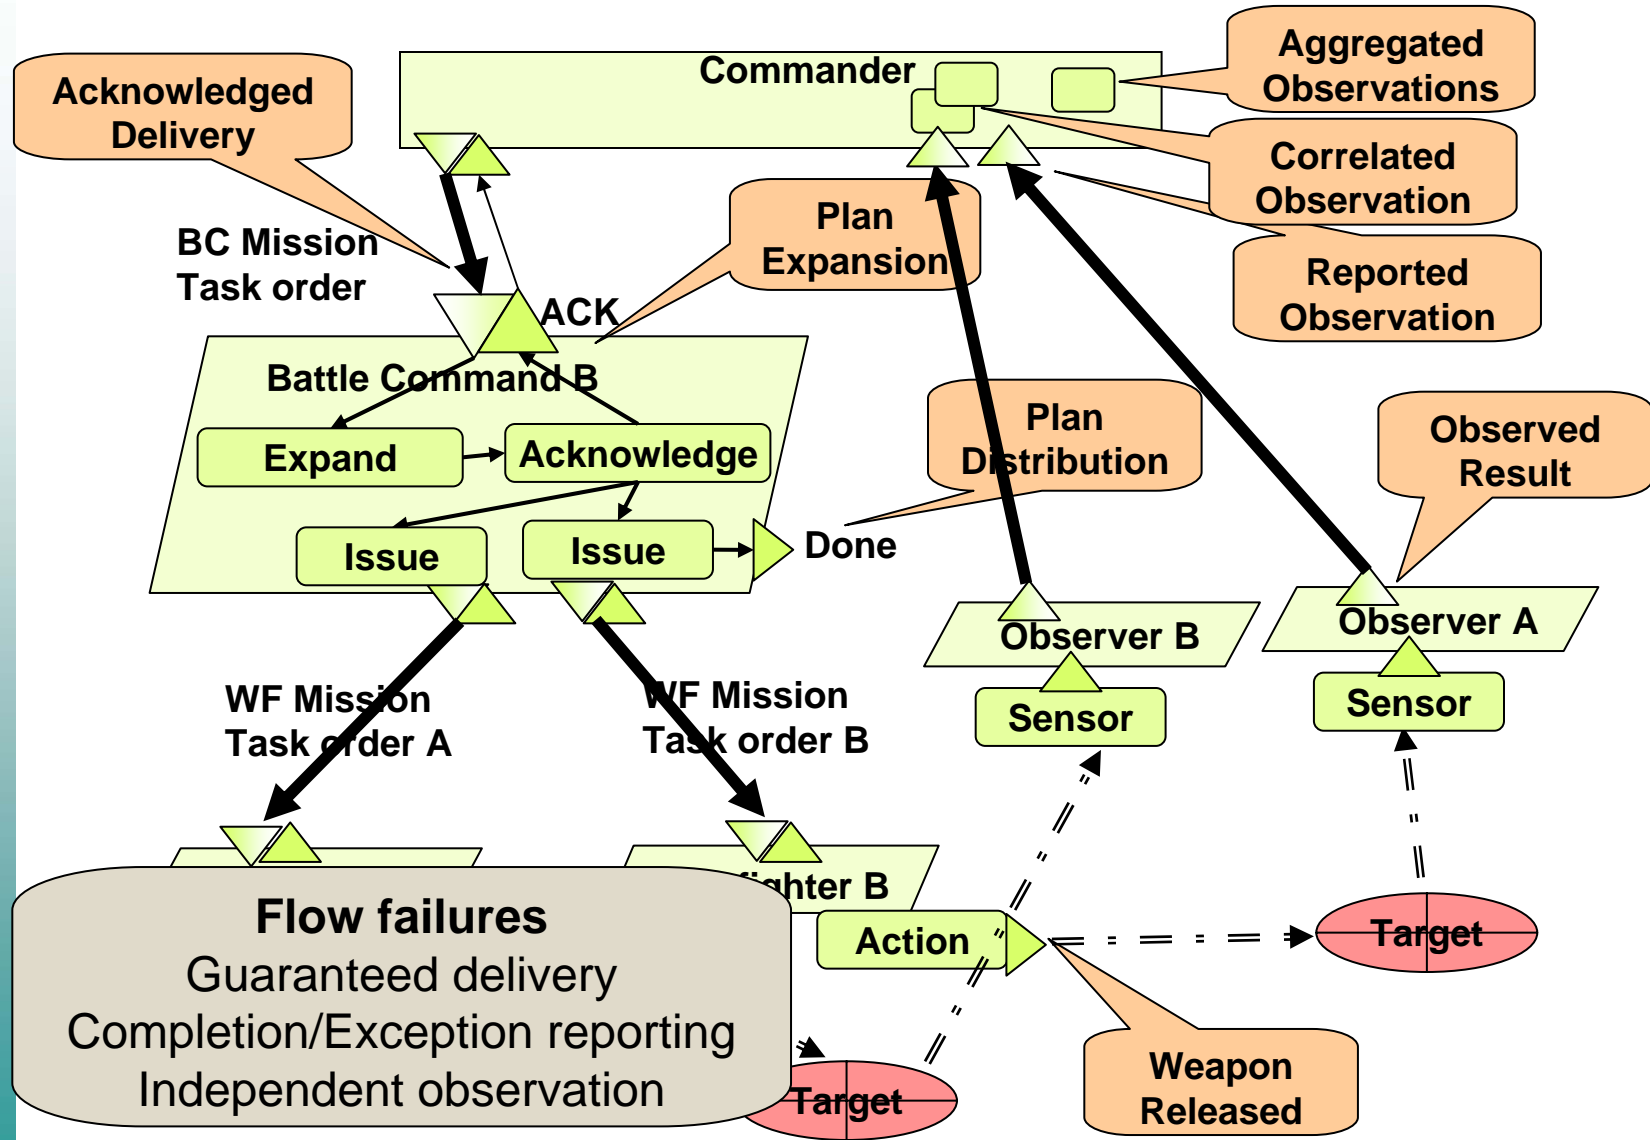 Commander
Aggregated
Observations
Acknowledged
Delivery
Correlated
Observation
Plan
Expansion
BC Mission
Task order
Reported
Observation
ACK
Battle Command B
Expand
Acknowledge
Plan
Distribution
Observed
Result
Issue
Issue
Done
Observer B
Observer A
Sensor
Sensor
WF Mission
Task order A
WF Mission
Task order B
fighter B
Action
Target
Flow failures
Guaranteed delivery
Completion/Exception reporting
Independent observation
Target
Weapon
Released